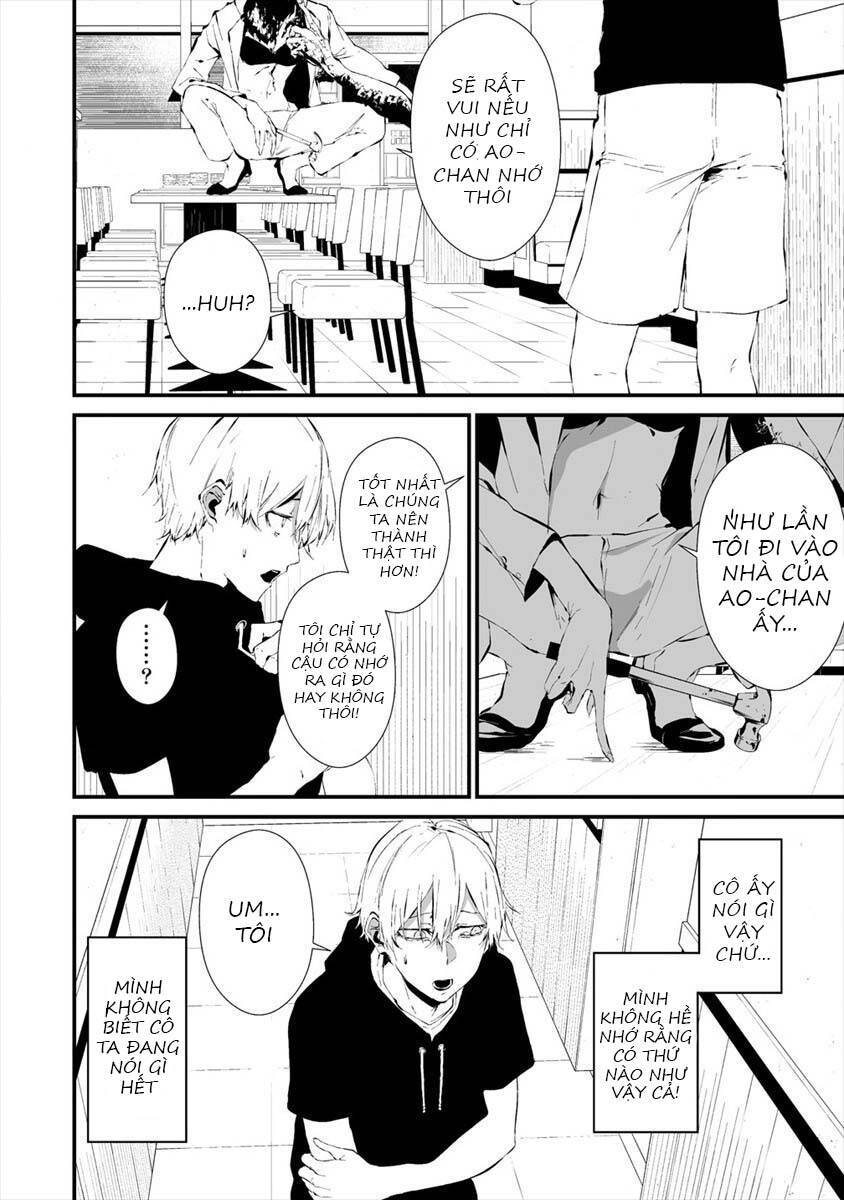 SẼ RẤT
VUI NẾU
NHƯ CHỈ
CÓ AO-
CHAN NHỚ
THÔI
...HUH?
NHƯ LẦN
TÔI ĐI VÀO
NHÀ CỦA
AO-CHAN
ẤY...
TỐT NHẤT
LÀ CHÚNG
TA NÊN
THÀNH
THẬT THÌ
HƠN!
TÔI CHỈ TỰ
HỎI RẰNG
CẬU CÓ NHỚ
RA GÌ ĐÓ
HAY KHÔNG
THÔI!
......?
CÔ ẤY
NÓI GÌ
VẬY
CHỨ...
MÌNH
KHÔNG HỀ
NHỚ RẰNG
CÓ THỨ
NÀO NHƯ
VẬY CẢ!
UM...
TÔI
MÌNH
KHÔNG
BIẾT CÔ
TA ĐANG
NÓI GÌ
HẾT